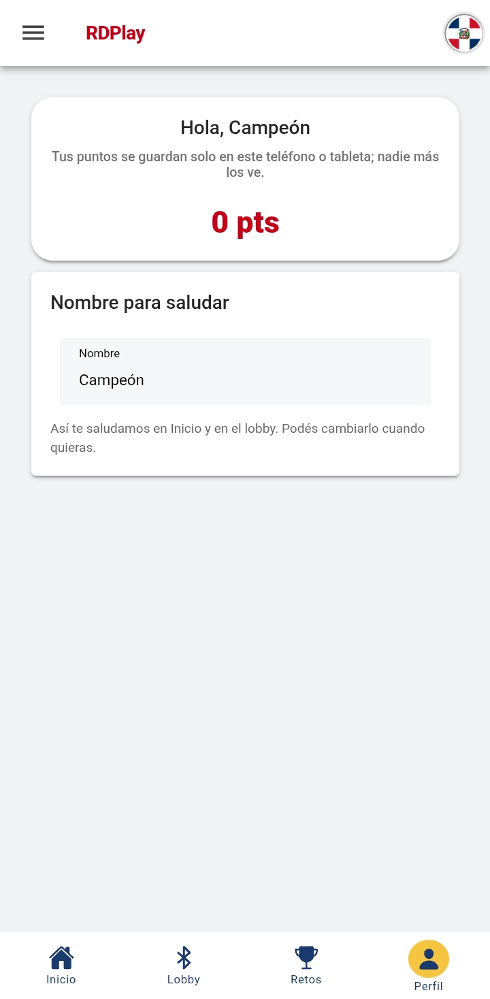 RDPlay
Hola, Campeón
Tus puntos se guardan solo en este teléfono o tableta; nadie más
los ve.
0 pts
Nombre para saludar
Nombre
Campeón
Así te saludamos en Inicio y en el lobby. Podés cambiarlo cuando
quieras.
Inicio
Lobby
Retos
Perfil